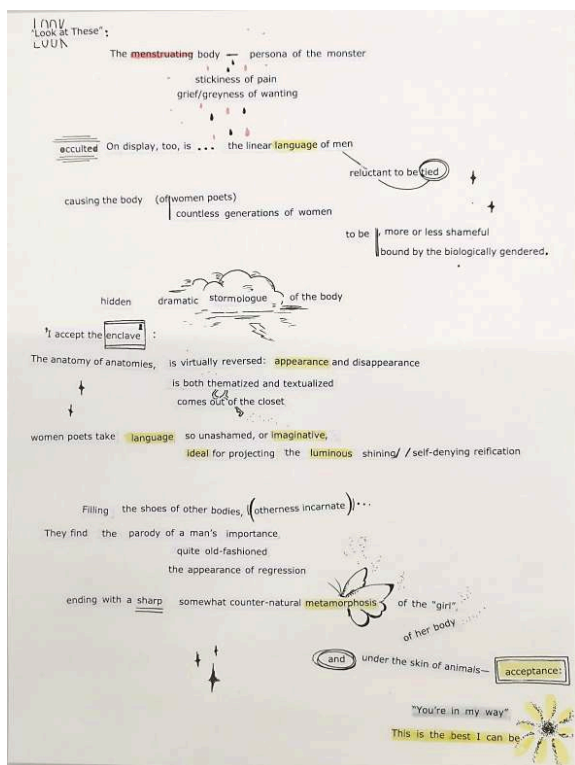 LOOK
"Look at These":
LOOK
The menstruating body — persona of the monster
stickiness of pain
grief/greyness of wanting
occulted On display, too, is ... the linear language of men
reluctant to be tied
causing the body (of women poets)
countless generations of women
to be , more or less shameful
bound by the biologically gendered.
hidden dramatic stormologue , of the body
'I accept the enclave :
The anatomy of anatomies, is virtually reversed: appearance and disappearance
is both thematized and textualized
comes out of the closet
women poets take language so unashamed, or imaginative,
ideal for projecting the luminous shining/ /self-denying reification
Filling the shoes of other bodies, (otherness incarnate)...
They find the parody of a man's importance
quite old-fashioned
the appearance of regression
ending with a sharp somewhat counter-natural metamorphosis of the "girl"
of her body
and under the skin of animals— acceptance:
"You're in my way"
This is the best I can be